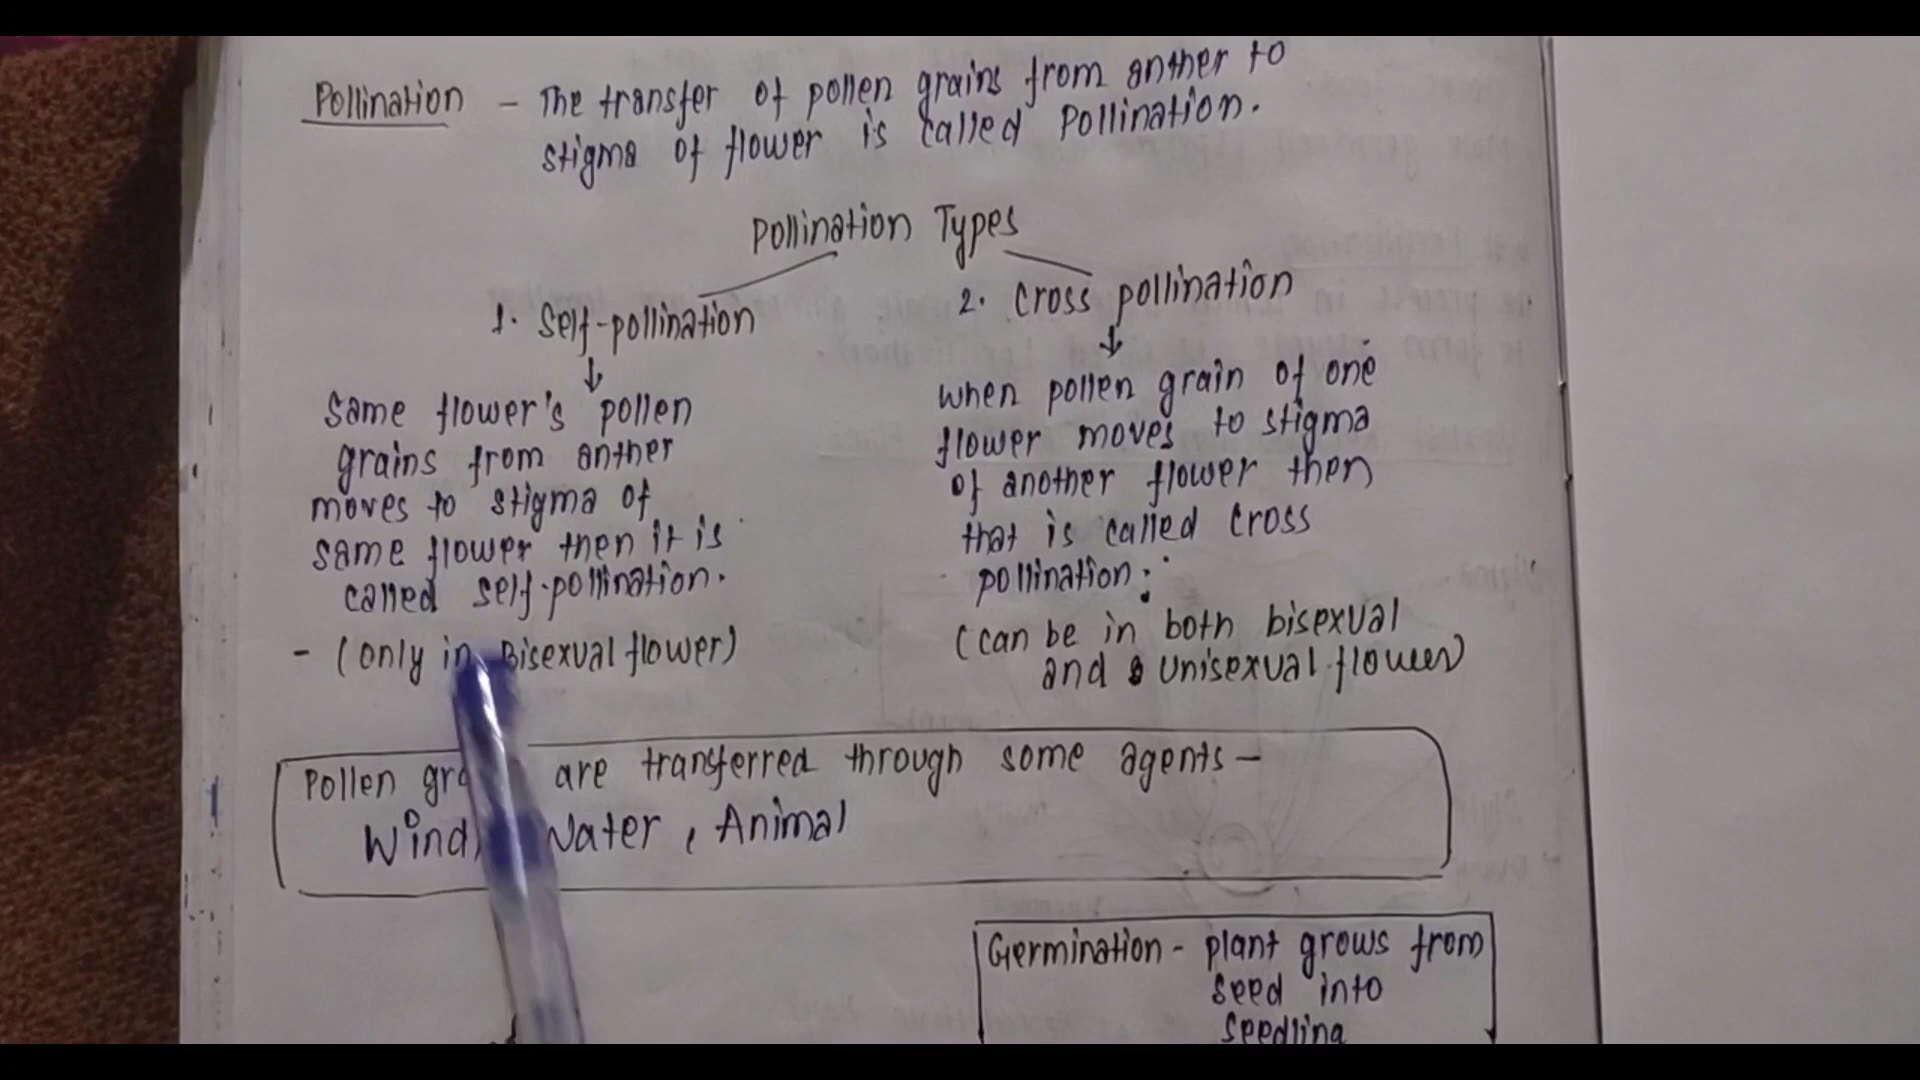 Pollination - The transfer of pollen grains from anther to
stigma of flower is called Pollination.
Pollination Types
1. Self-pollination
2. Cross pollination
Same flower's pollen
grains from anther
moves to stigma of
same flower then it is
called self-pollination.
- (only in Bisexual flower)
when pollen grain of one
flower moves to stigma
of another flower then
that is called cross
pollination.
(can be in both bisexual
and unisexual flower)
Pollen are transferred through some agents -
Wind, Water, Animal
Germination - plant grows from
seed into
seedling